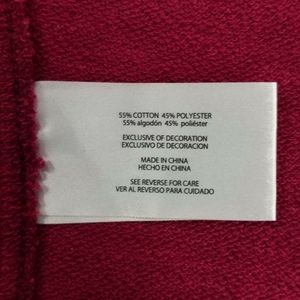 55% COTTON 45% POLYESTER
55% algodón 45% poliéster
EXCLUSIVE OF DECORATION
EXCLUSIVO DE DECORACION
MADE IN CHINA
HECHO EN CHINA
SEE REVERSE FOR CARE
VER AL REVERSO PARA CUIDADO